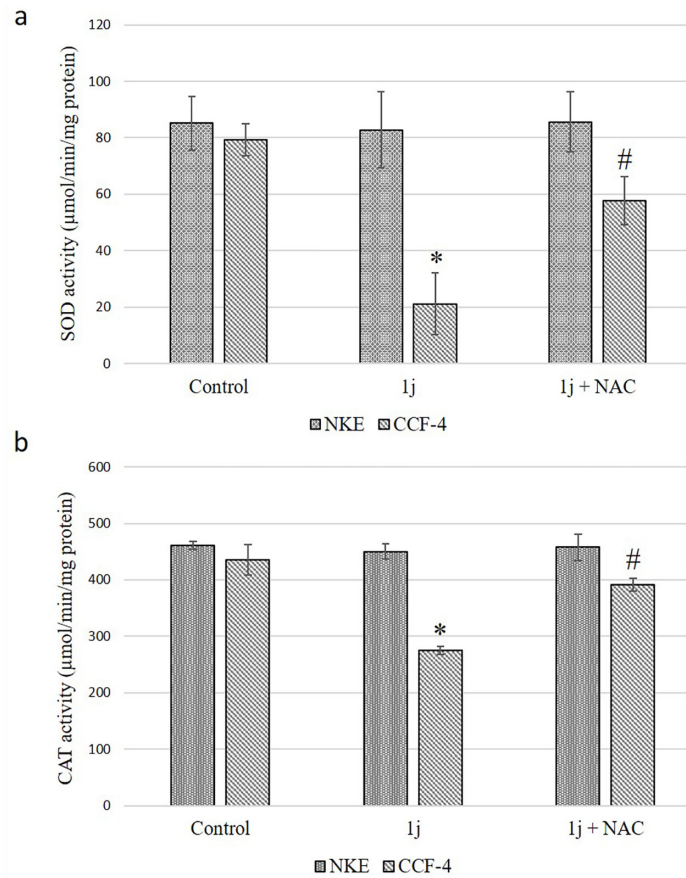 a
SOD activity (μmol/min/mg protein)
120
100
80
60
40
20
0
*
#
Control 1j 1j + NAC
NKE CCF-4
b
CAT activity (μmol/min/mg protein)
600
500
400
300
200
100
0
*
#
Control 1j 1j + NAC
NKE CCF-4